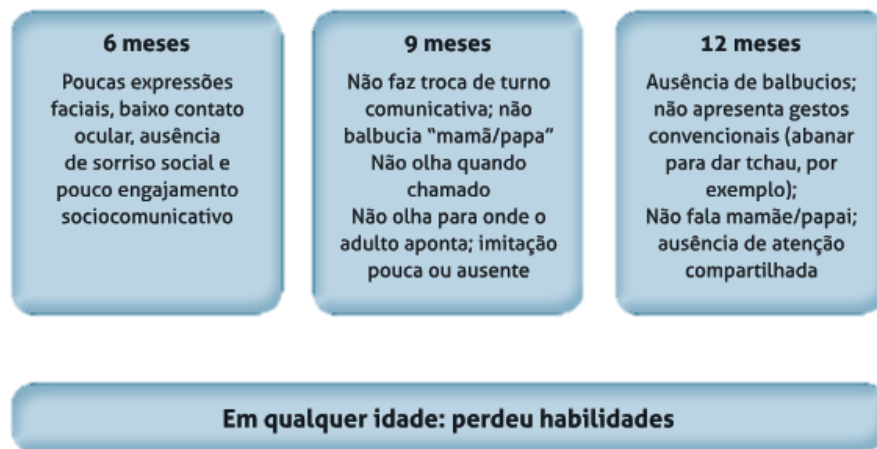 6 meses
Poucas expressões
faciais, baixo contato
ocular, ausência
de sorriso social e
pouco engajamento
sociocomunicativo
9 meses
Não faz troca de turno
comunicativa; não
balbucia “mamã/papa”
Não olha quando
chamado
Não olha para onde o
adulto aponta; imitação
pouca ou ausente
12 meses
Ausência de balbucios;
não apresenta gestos
convencionais (abanar
para dar tchau, por
exemplo);
Não fala mamãe/papai;
ausência de atenção
compartilhada
Em qualquer idade: perdeu habilidades